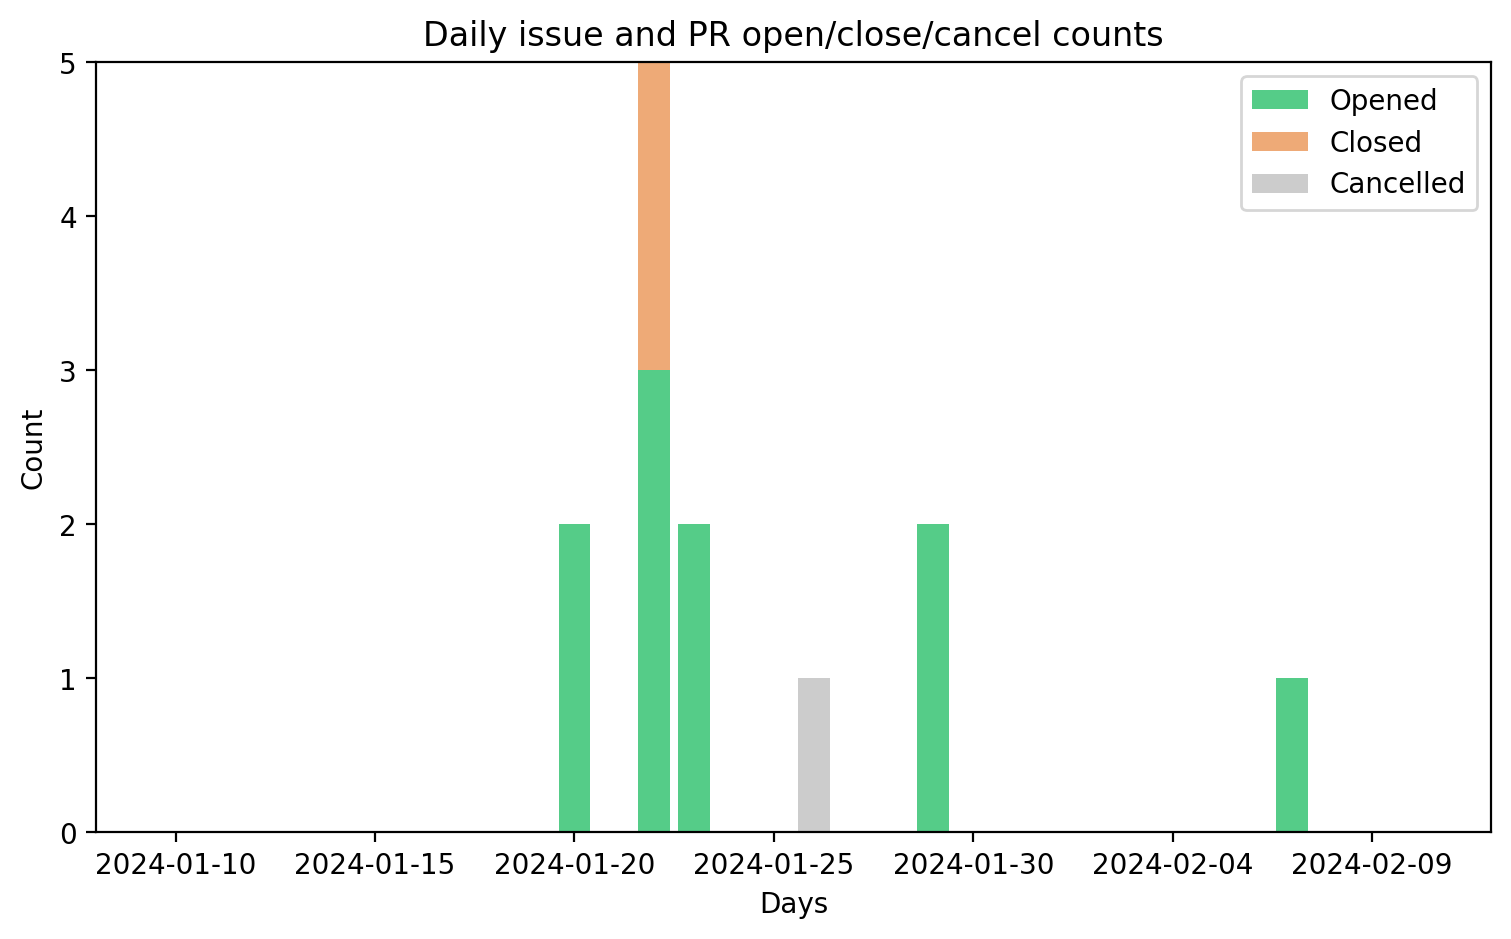 Daily issue and PR open/close/cancel counts
5
4
3
2
1
0
Count
Opened
Closed
Cancelled
2024-01-10 2024-01-15 2024-01-20 2024-01-25 2024-01-30 2024-02-04 2024-02-09
Days